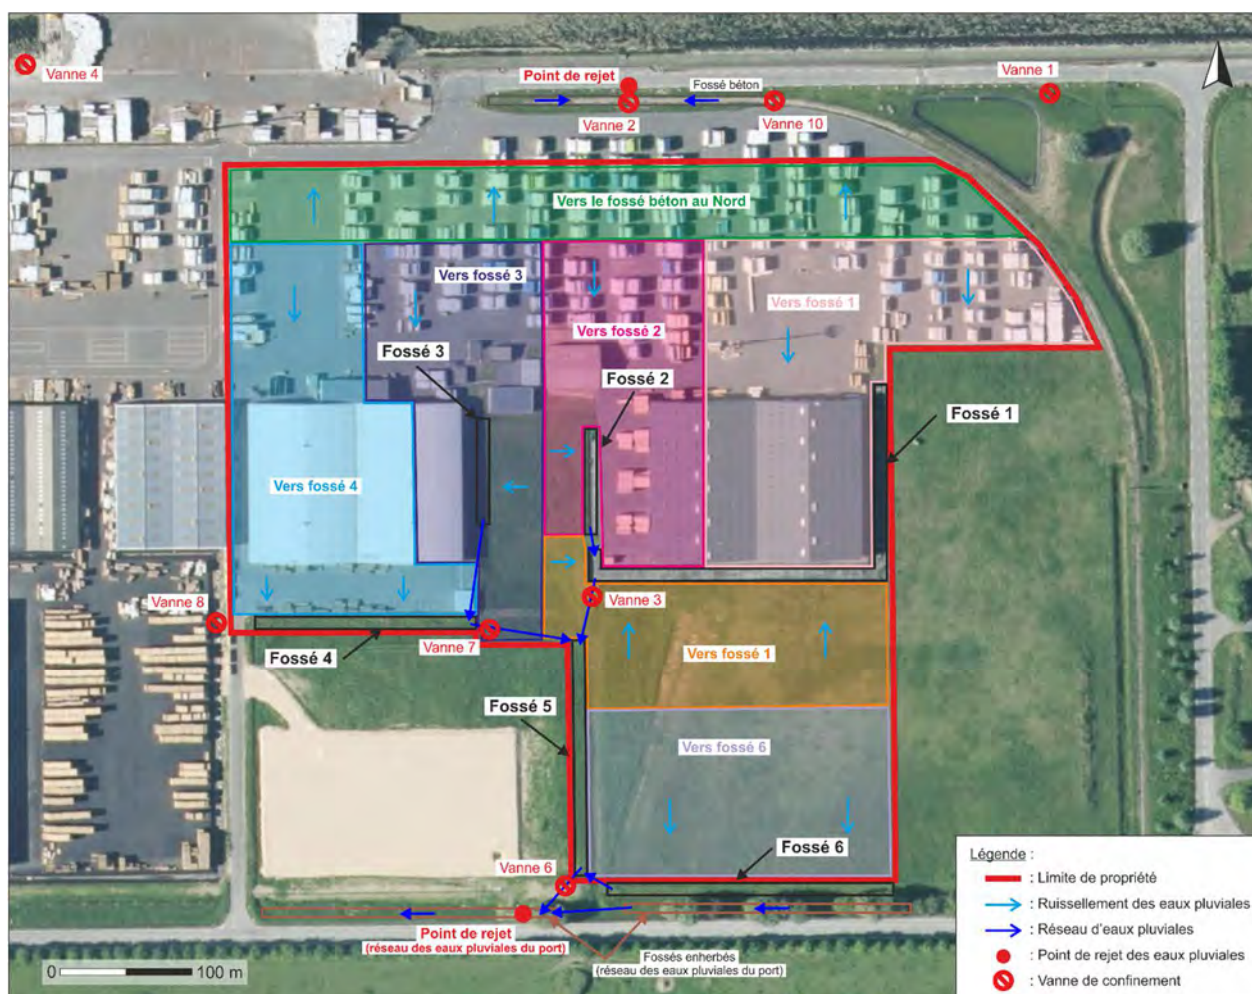 Vanne 4
Point de rejet
Fossé béton
Vanne 1
Vanne 2
Vanne 10
Vers le fossé béton au Nord
Vers fossé 3
Vers fossé 2
Vers fossé 1
Fossé 3
Fossé 2
Fossé 1
Vers fossé 4
Vanne 8
Vanne 3
Fossé 4
Vanne 7
Vers fossé 1
Fossé 5
Vers fossé 6
Fossé 6
Vanne 6
Point de rejet
(réseau des eaux pluviales du port)
Fossés enherbés
(réseau des eaux pluviales du port)
0
100 m
Légende :
: Limite de propriété
: Ruissellement des eaux pluviales
: Réseau d'eaux pluviales
: Point de rejet des eaux pluviales
: Vanne de confinement